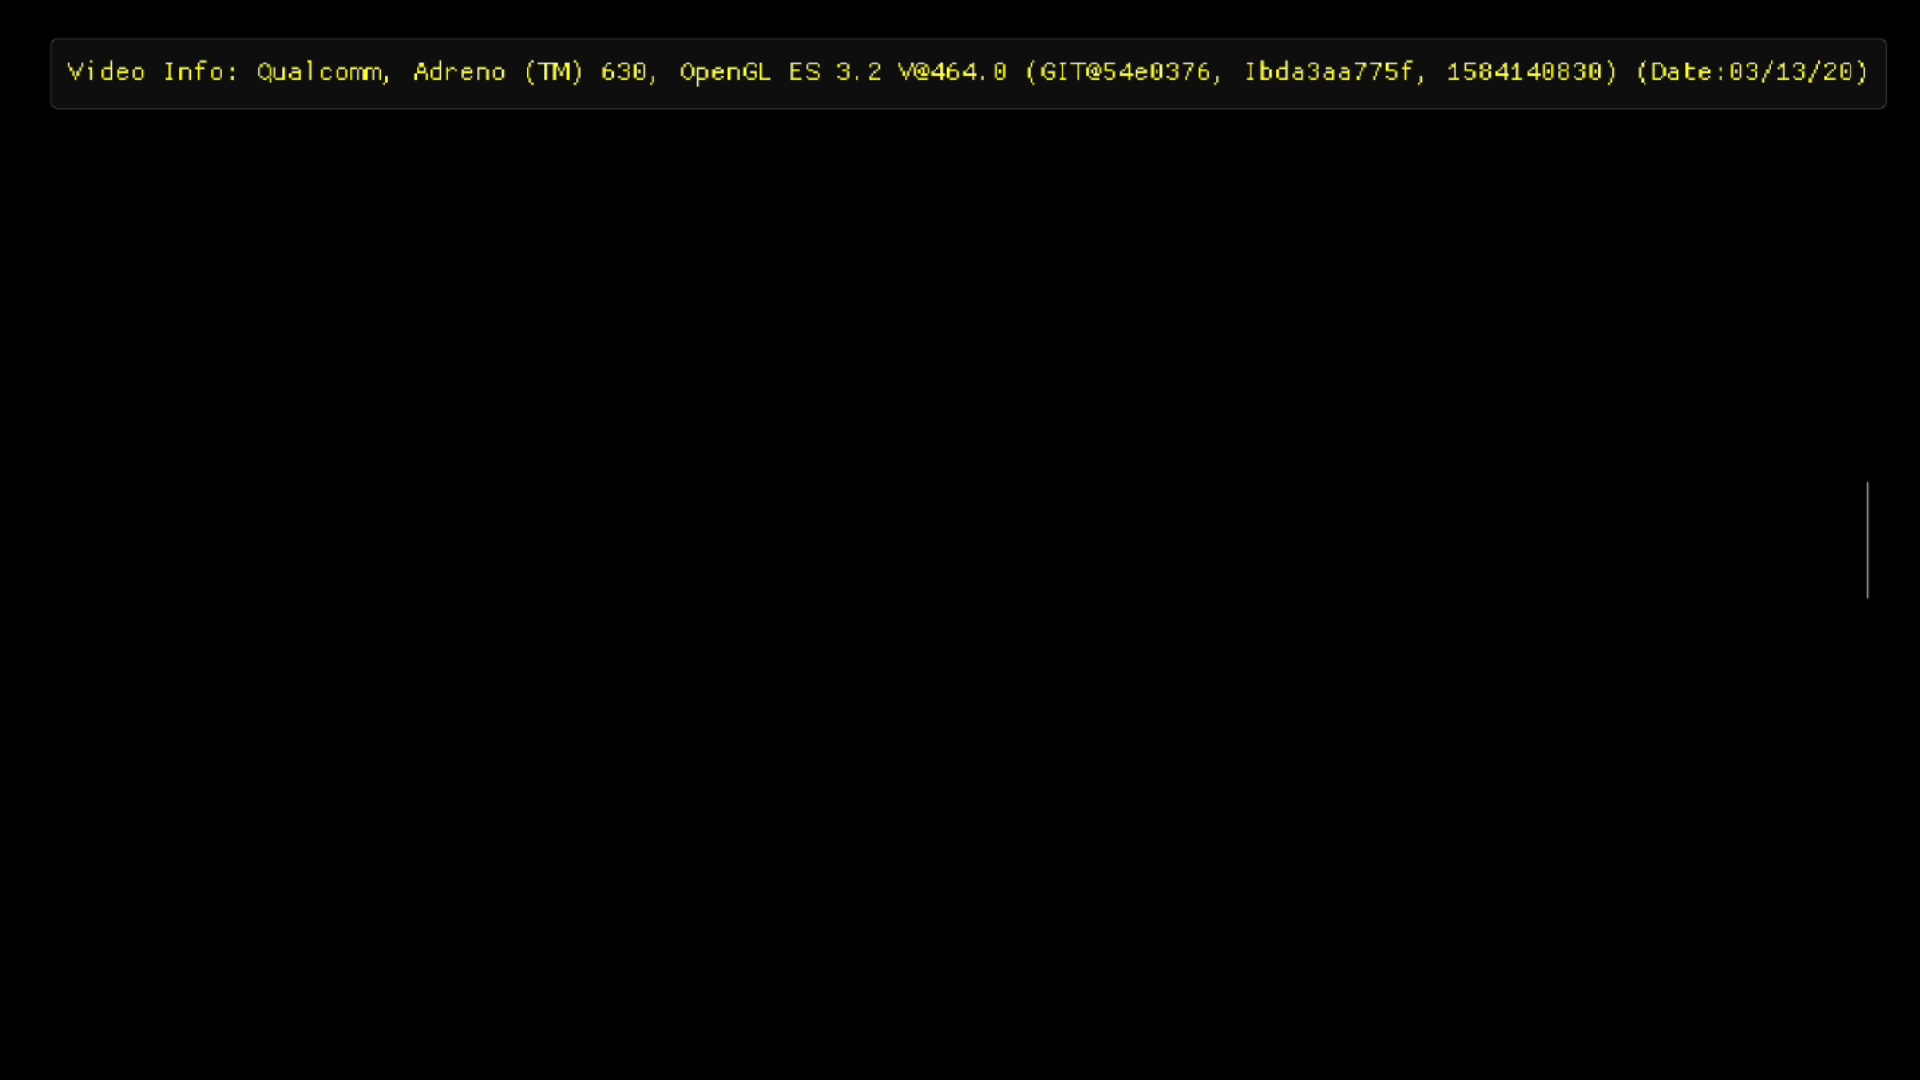 Video Info: Qualcomm, Adreno (TM) 630, OpenGL ES 3.2 V@464.0 (GIT@54e0376, Ibda3aa775f, 1584140830) (Date:03/13/20)